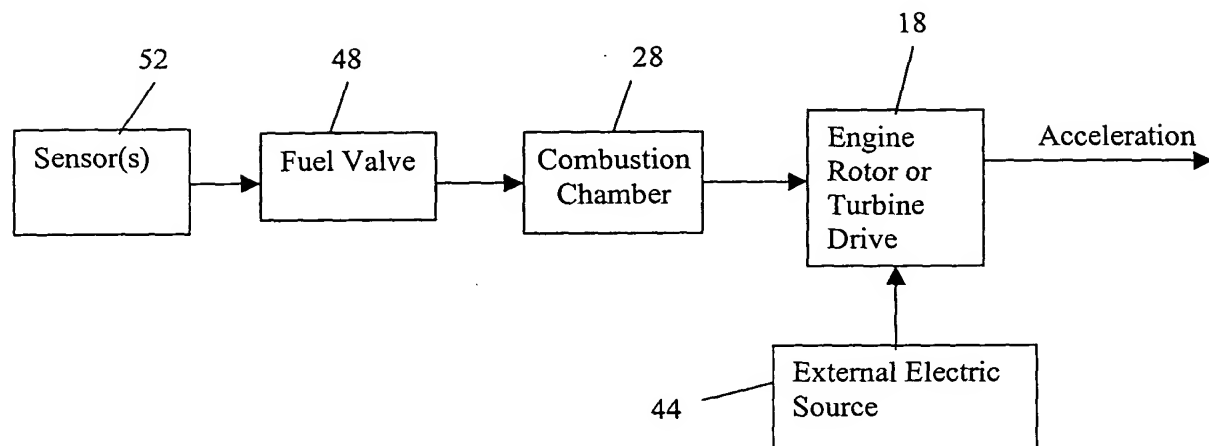 52
48
28
18
Sensor(s)
Fuel Valve
Combustion
Chamber
Engine
Rotor or
Turbine
Drive
Acceleration
44
External Electric
Source